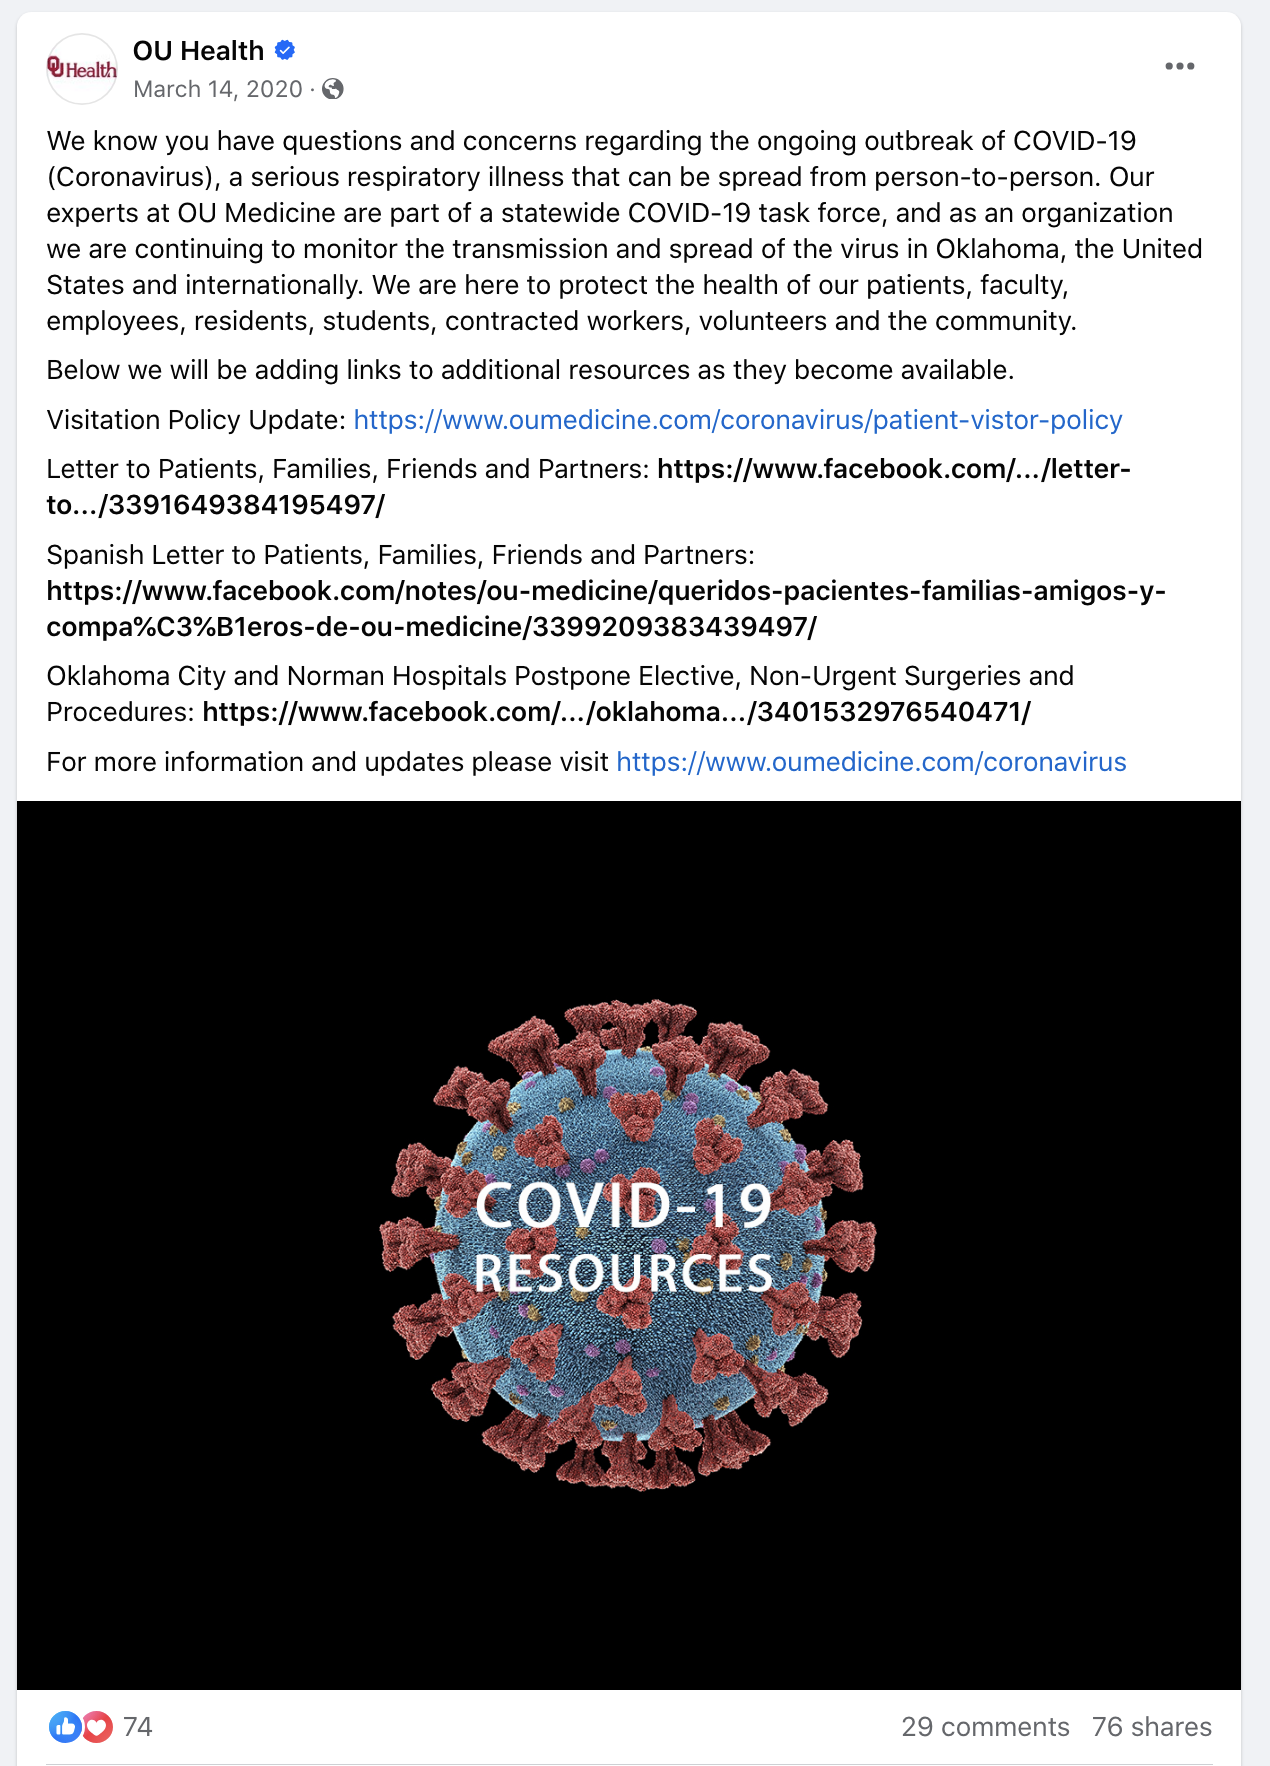 OU Health
OU Health
March 14, 2020 ·
We know you have questions and concerns regarding the ongoing outbreak of COVID-19
(Coronavirus), a serious respiratory illness that can be spread from person-to-person. Our
experts at OU Medicine are part of a statewide COVID-19 task force, and as an organization
we are continuing to monitor the transmission and spread of the virus in Oklahoma, the United
States and internationally. We are here to protect the health of our patients, faculty,
employees, residents, students, contracted workers, volunteers and the community.
Below we will be adding links to additional resources as they become available.
Visitation Policy Update: https://www.oumedicine.com/coronavirus/patient-vistor-policy
Letter to Patients, Families, Friends and Partners: https://www.facebook.com/.../letter-
to.../3391649384195497/
Spanish Letter to Patients, Families, Friends and Partners:
https://www.facebook.com/notes/ou-medicine/queridos-pacientes-familias-amigos-y-
compa%C3%B1eros-de-ou-medicine/3399209383439497/
Oklahoma City and Norman Hospitals Postpone Elective, Non-Urgent Surgeries and
Procedures: https://www.facebook.com/.../oklahoma.../3401532976540471/
For more information and updates please visit https://www.oumedicine.com/coronavirus
COVID-19
RESOURCES
74
29 comments 76 shares